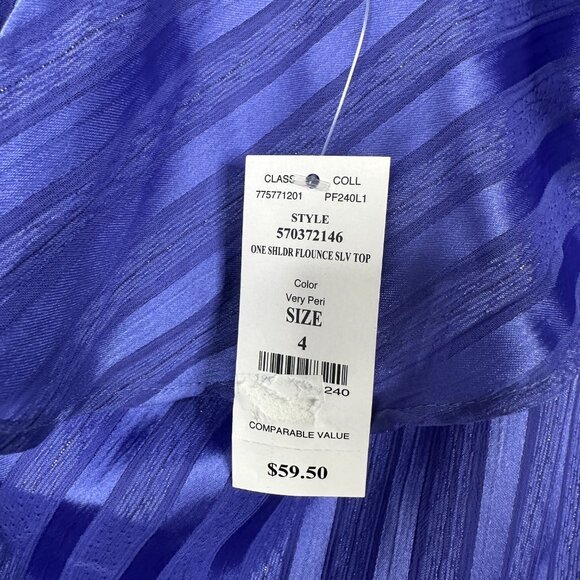 CLASS COLL
775771201 PF240L1
STYLE
570372146
ONE SHLDR FLOUNCE SLV TOP
Color
Very Peri
SIZE
4
240
COMPARABLE VALUE
$59.50